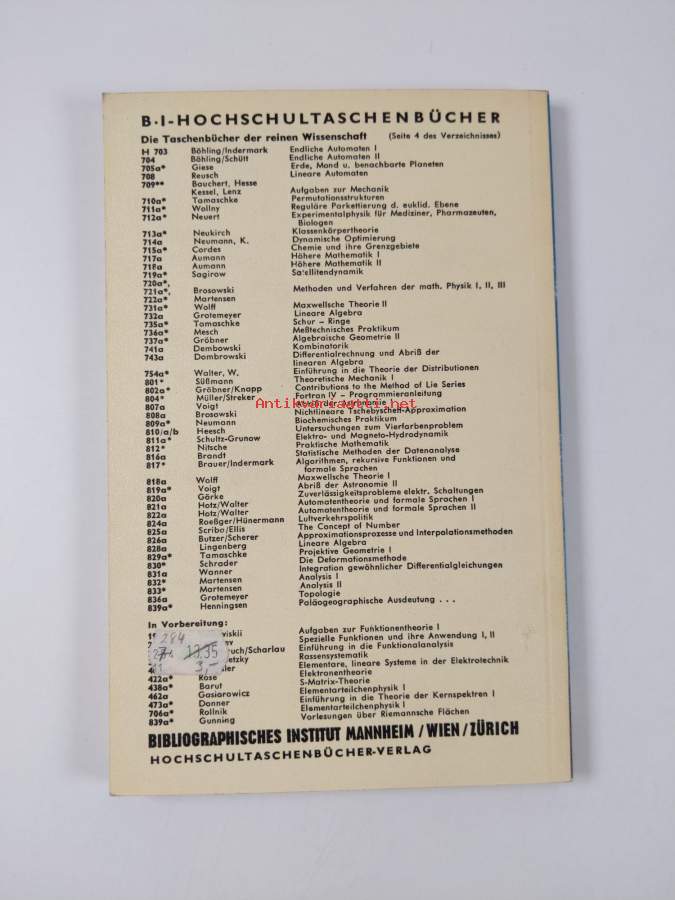 B·I-HOCHSCHULTASCHENBÜCHER
Die Taschenbücher der reinen Wissenschaft (Seite 4 des Verzeichnisses)
H 703 Böhling/Indermark Endliche Automaten I
704 Böhling/Schütt Endliche Automaten II
705a* Giese Erde, Mond u. benachbarte Planeten
708 Reusch Lineare Automaten
709** Bauchert, Hesse
Kessel, Lenz Aufgaben zur Mechanik
710a* Tamaschke Permutationsstrukturen
711a* Wollny Reguläre Parkettierung d. euklid. Ebene
712a* Neuert Experimentalphysik für Mediziner, Pharmazeuten,
Biologen
713a* Neukirch Klassenkörpertheorie
714a Neumann, K. Dynamische Optimierung
715a* Cordes Chemie und ihre Grenzgebiete
717a Aumann Höhere Mathematik I
718a Aumann Höhere Mathematik II
719a* Sagirow Satellitendynamik
720a*,
721a*, Brosowski Methoden und Verfahren der math. Physik I, II, III
722a* Martensen
731a* Wolff Maxwellsche Theorie II
732a Grotemeyer Lineare Algebra
735a* Tamaschke Schur – Ringe
736a* Mesch Meßtechnisches Praktikum
737a* Gröbner Algebraische Geometrie II
741a Dembowski Kombinatorik
743a Dombrowski Differentialrechnung und Abriß der
linearen Algebra
754a* Walter, W. Einführung in die Theorie der Distributionen
801* Süßmann Theoretische Mechanik I
802a* Gröbner/Knapp Contributions to the Method of Lie Series
804* Müller/Streker Fortran IV – Programmieranleitung
807a Voigt
Antikvariaatti.net
808a Brosowski Nichtlineare Tschebyscheff-Approximation
809a* Neumann Biochemisches Praktikum
810/a/b Heesch Untersuchungen zum Vierfarbenproblem
811a* Schultz-Grunow Elektro- und Magneto-Hydrodynamik
812* Nitsche Praktische Mathematik
816a Brandt Statistische Methoden der Datenanalyse
817* Brauer/Indermark Algorithmen, rekursive Funktionen und
formale Sprachen
818a Wolff Maxwellsche Theorie I
819a* Voigt Abriß der Astronomie II
820a Görke Zuverlässigkeitsprobleme elektr. Schaltungen
821a Hotz/Walter Automatentheorie und formale Sprachen I
822a Hotz/Walter Automatentheorie und formale Sprachen II
824a Roeßger/Hünermann Luftverkehrspolitik
825a Scriba/Ellis The Concept of Number
826a Butzer/Scherer Approximationsprozesse und Interpolationsmethoden
828a Lingenberg Lineare Algebra
829a* Tamaschke Projektive Geometrie I
830* Schrader Die Deformationsmethode
831a Wanner Integration gewöhnlicher Differentialgleichungen
832* Martensen Analysis I
833* Martensen Analysis II
836a Grotemeyer Topologie
839a* Henningsen Paläogeographische Ausdeutung . . .
In Vorbereitung:
Aufgaben zur Funktionentheorie I
Spezielle Funktionen und ihre Anwendung I, II
ruch/Scharlau Einführung in die Funktionalanalysis
etzky Rassensystematik
Elementare, lineare Systeme in der Elektrotechnik
Elektronentheorie
422a* Rose S-Matrix-Theorie
438a* Barut Elementarteilchenphysik I
462a Gasiorowicz Einführung in die Theorie der Kernspektren I
473a* Donner Elementarteilchenphysik I
706a* Rollnik Vorlesungen über Riemannsche Flächen
839a* Gunning
284
13,35
3,-
BIBLIOGRAPHISCHES INSTITUT MANNHEIM / WIEN / ZÜRICH
HOCHSCHULTASCHENBÜCHER-VERLAG